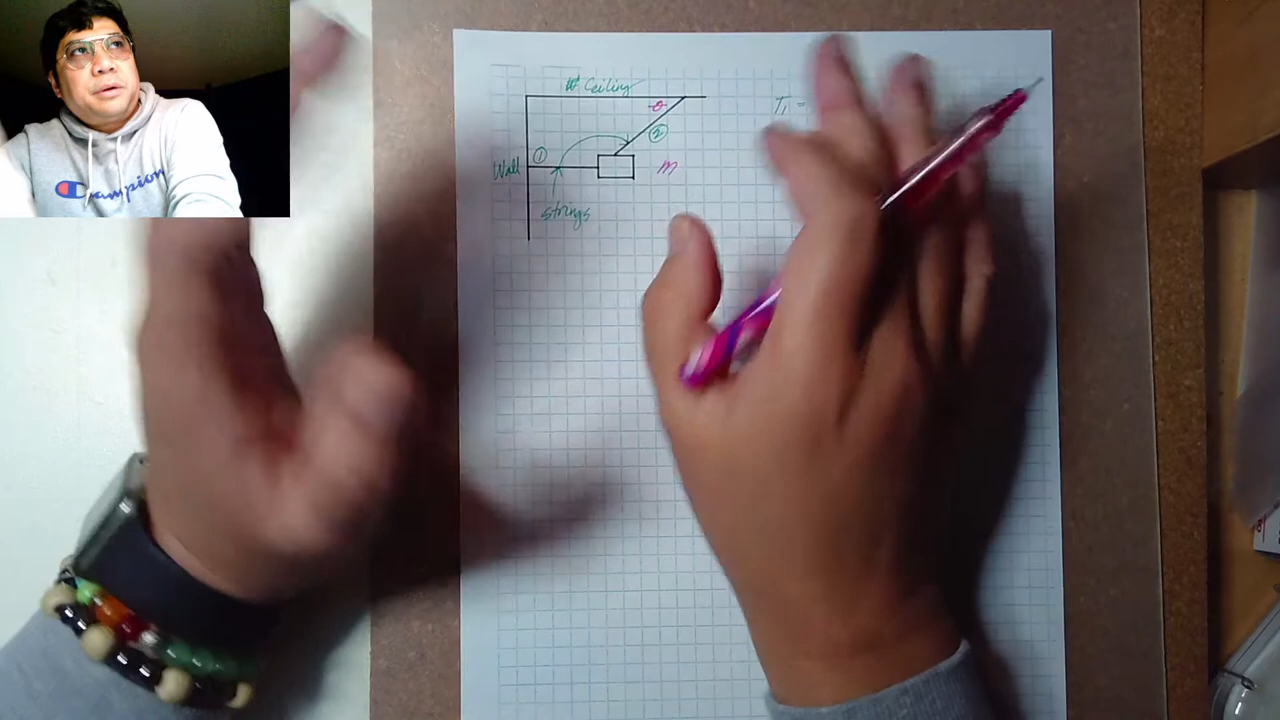 Champion
Ceiling
θ
②
T₁ =
Wall
①
m
strings